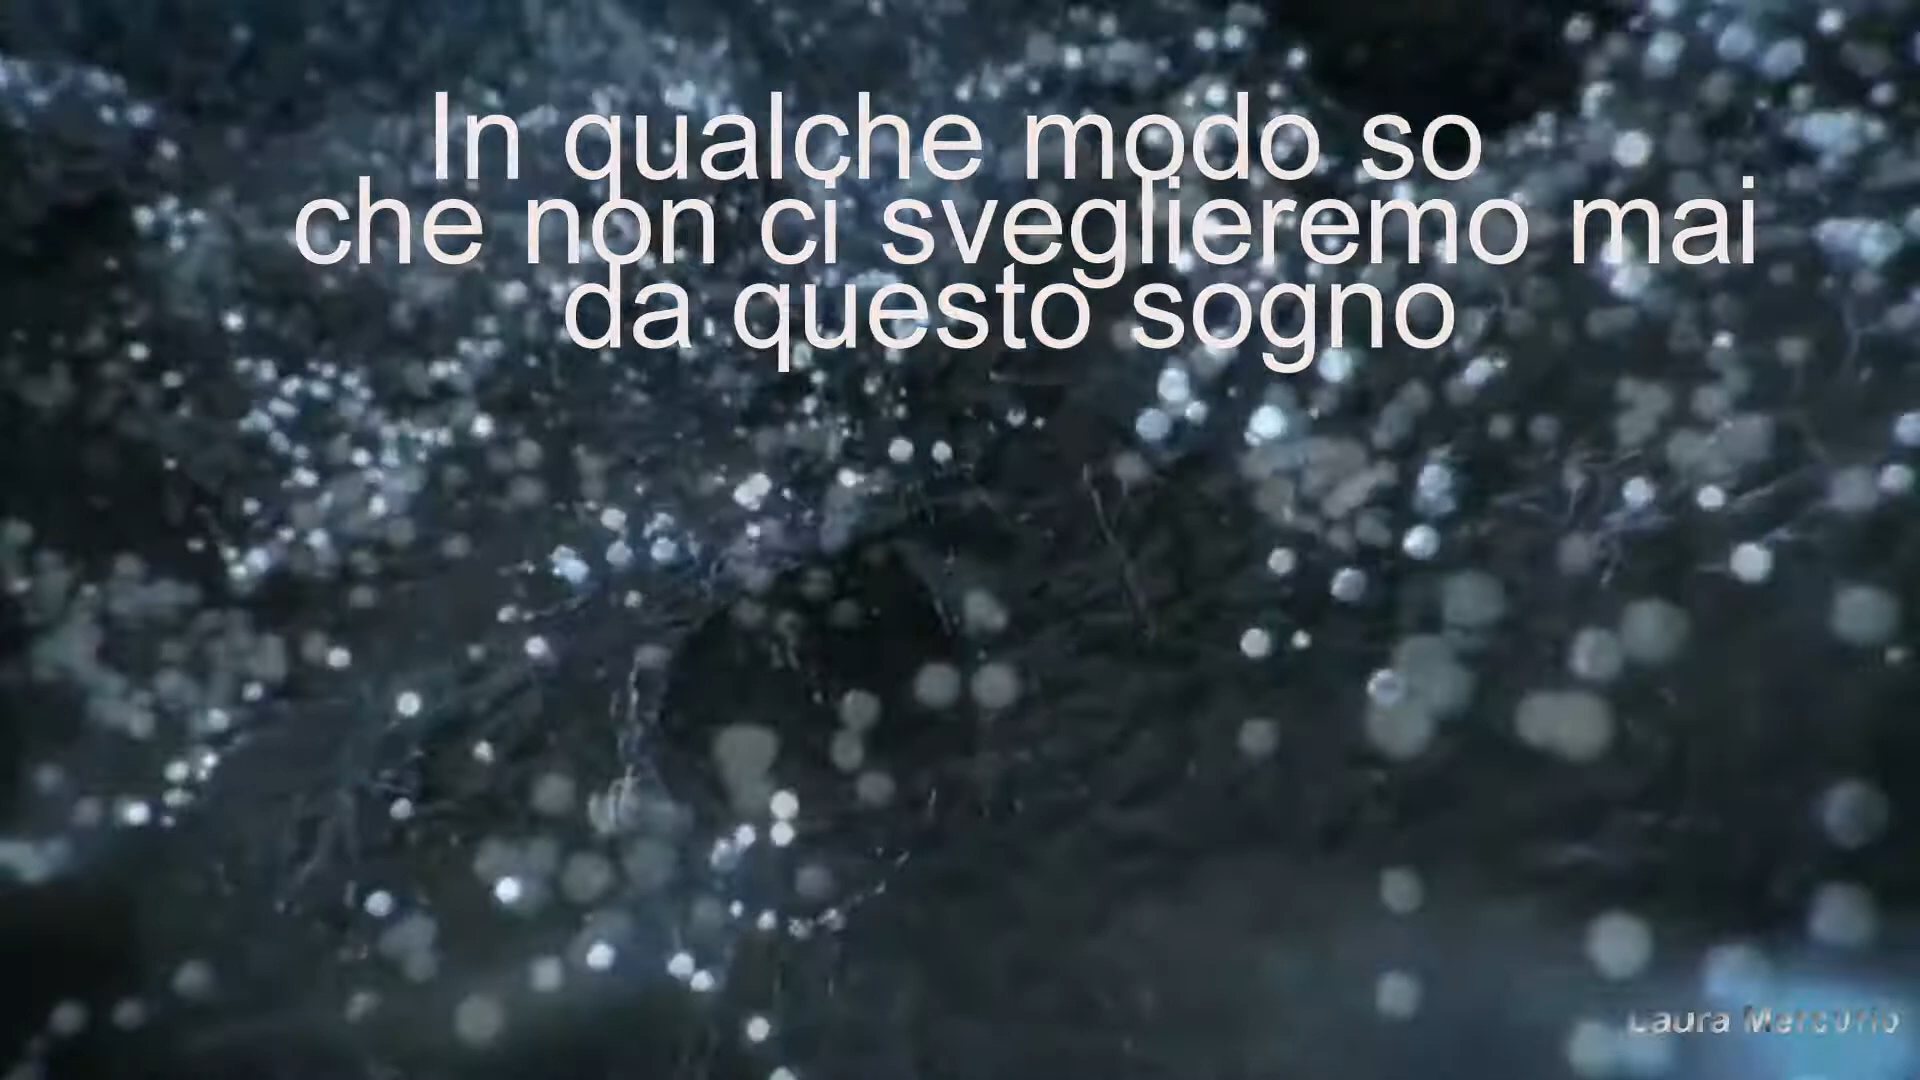 In qualche modo so
che non ci sveglieremo mai
da questo sogno
Laura Mercurio